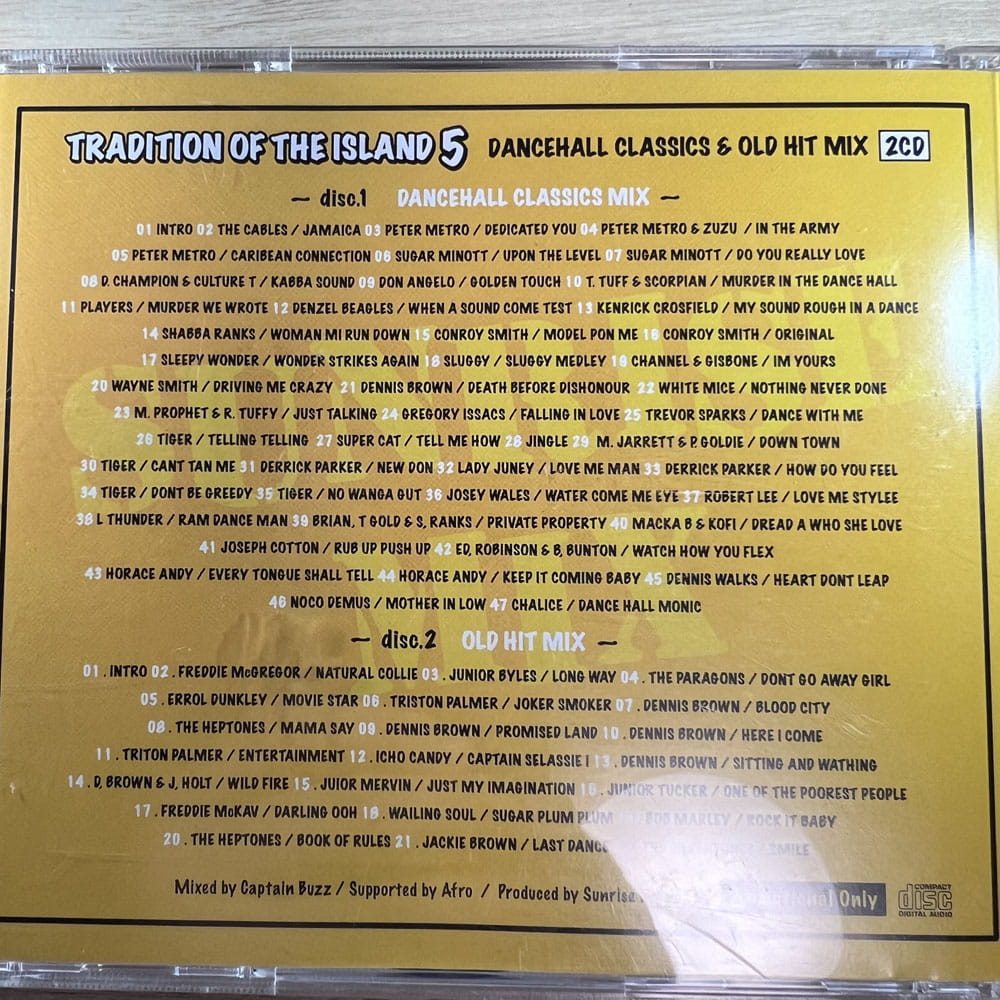 TRADITION OF THE ISLAND 5 DANCEHALL CLASSICS & OLD HIT MIX 2CD
~ disc.1 DANCEHALL CLASSICS MIX ~
01 INTRO 02 THE CABLES / JAMAICA 03 PETER METRO / DEDICATED YOU 04 PETER METRO & ZUZU / IN THE ARMY
05 PETER METRO / CARIBEAN CONNECTION 06 SUGAR MINOTT / UPON THE LEVEL 07 SUGAR MINOTT / DO YOU REALLY LOVE
08 D. CHAMPION & CULTURE T / KABBA SOUND 09 DON ANGELO / GOLDEN TOUCH 10 T. TUFF & SCORPIAN / MURDER IN THE DANCE HALL
11 PLAYERS / MURDER WE WROTE 12 DENZEL BEAGLES / WHEN A SOUND COME TEST 13 KENRICK CROSFIELD / MY SOUND ROUGH IN A DANCE
14 SHABBA RANKS / WOMAN MI RUN DOWN 15 CONROY SMITH / MODEL PON ME 16 CONROY SMITH / ORIGINAL
17 SLEEPY WONDER / WONDER STRIKES AGAIN 18 SLUGGY / SLUGGY MEDLEY 19 CHANNEL & GISBONE / IM YOURS
20 WAYNE SMITH / DRIVING ME CRAZY 21 DENNIS BROWN / DEATH BEFORE DISHONOUR 22 WHITE MICE / NOTHING NEVER DONE
23 M. PROPHET & R. TUFFY / JUST TALKING 24 GREGORY ISSACS / FALLING IN LOVE 25 TREVOR SPARKS / DANCE WITH ME
26 TIGER / TELLING TELLING 27 SUPER CAT / TELL ME HOW 28 JINGLE 29 M. JARRETT & P. GOLDIE / DOWN TOWN
30 TIGER / CANT TAN ME 31 DERRICK PARKER / NEW DON 32 LADY JUNEY / LOVE ME MAN 33 DERRICK PARKER / HOW DO YOU FEEL
34 TIGER / DONT BE GREEDY 35 TIGER / NO WANGA GUT 36 JOSEY WALES / WATER COME ME EYE 37 ROBERT LEE / LOVE ME STYLEE
38 L THUNDER / RAM DANCE MAN 39 BRIAN, T GOLD & S, RANKS / PRIVATE PROPERTY 40 MACKA B & KOFI / DREAD A WHO SHE LOVE
41 JOSEPH COTTON / RUB UP PUSH UP 42 ED, ROBINSON & B, BUNTON / WATCH HOW YOU FLEX
43 HORACE ANDY / EVERY TONGUE SHALL TELL 44 HORACE ANDY / KEEP IT COMING BABY 45 DENNIS WALKS / HEART DONT LEAP
46 NOCO DEMUS / MOTHER IN LOW 47 CHALICE / DANCE HALL MONIC
~ disc.2 OLD HIT MIX ~
01 . INTRO 02 . FREDDIE McGREGOR / NATURAL COLLIE 03 . JUNIOR BYLES / LONG WAY 04 . THE PARAGONS / DONT GO AWAY GIRL
05 . ERROL DUNKLEY / MOVIE STAR 06 . TRISTON PALMER / JOKER SMOKER 07 . DENNIS BROWN / BLOOD CITY
08 . THE HEPTONES / MAMA SAY 09 . DENNIS BROWN / PROMISED LAND 10 . DENNIS BROWN / HERE I COME
11 . TRITON PALMER / ENTERTAINMENT 12 . ICHO CANDY / CAPTAIN SELASSIE I 13 . DENNIS BROWN / SITTING AND WATHING
14 . D, BROWN & J, HOLT / WILD FIRE 15 . JUIOR MERVIN / JUST MY IMAGINATION 16 . JUNIOR TUCKER / ONE OF THE POOREST PEOPLE
17 . FREDDIE McKAV / DARLING OOH 18 . WAILING SOUL / SUGAR PLUM PLUM BOB MARLEY / ROCK IT BABY
20 . THE HEPTONES / BOOK OF RULES 21 . JACKIE BROWN / LAST DANCE / SMILE
Mixed by Captain Buzz / Supported by Afro / Produced by Sunrise Only
COMPACT
disc
DIGITAL AUDIO